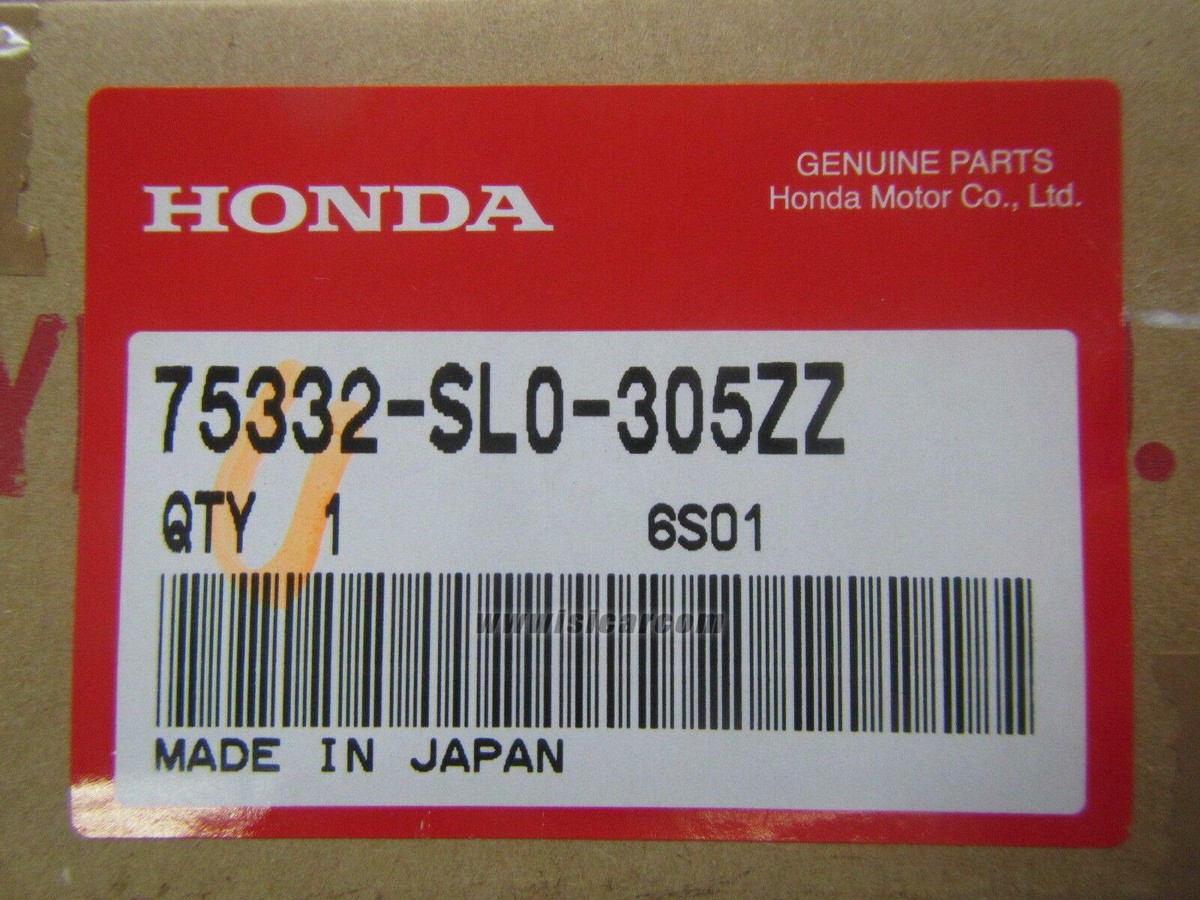 HONDA
GENUINE PARTS
Honda Motor Co., Ltd.
75332-SL0-305ZZ
QTY 1 6S01
www.isicar.com
MADE IN JAPAN